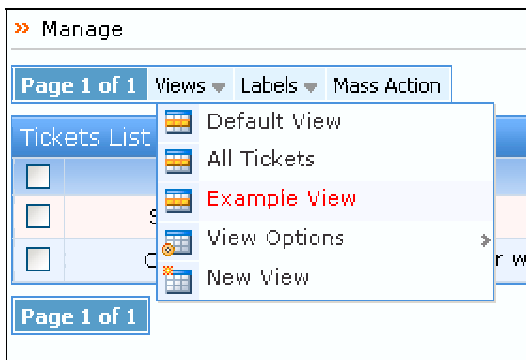 » Manage
Page 1 of 1 Views Labels Mass Action
Tickets List
Default View
All Tickets
Example View
View Options
New View
Page 1 of 1